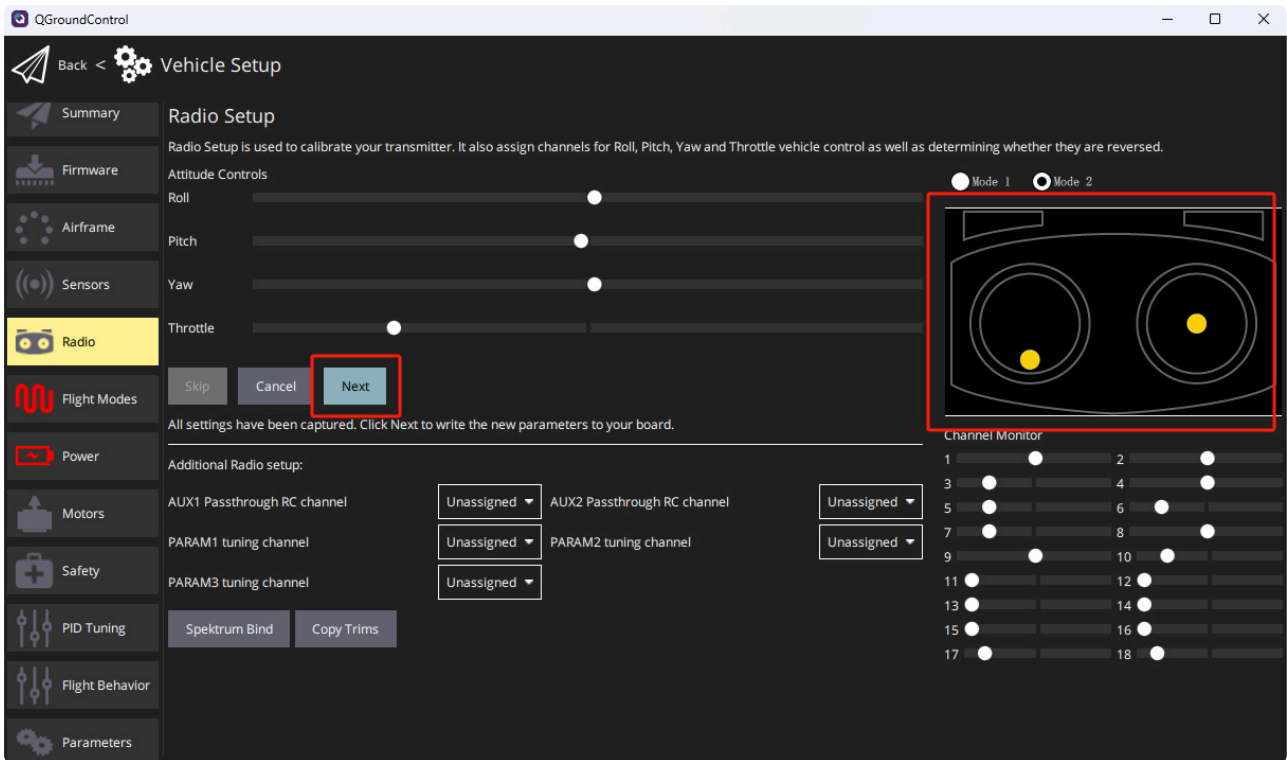 QGroundControl
Back < Vehicle Setup
Summary
Firmware
Airframe
Sensors
Radio
Flight Modes
Power
Motors
Safety
PID Tuning
Flight Behavior
Parameters
Radio Setup
Radio Setup is used to calibrate your transmitter. It also assign channels for Roll, Pitch, Yaw and Throttle vehicle control as well as determining whether they are reversed.
Attitude Controls
Roll
Pitch
Yaw
Throttle
Skip Cancel Next
All settings have been captured. Click Next to write the new parameters to your board.
Additional Radio setup:
AUX1 Passthrough RC channel Unassigned AUX2 Passthrough RC channel Unassigned
PARAM1 tuning channel Unassigned PARAM2 tuning channel Unassigned
PARAM3 tuning channel Unassigned
Spektrum Bind Copy Trims
Mode 1 Mode 2
Channel Monitor
1 2
3 4
5 6
7 8
9 10
11 12
13 14
15 16
17 18